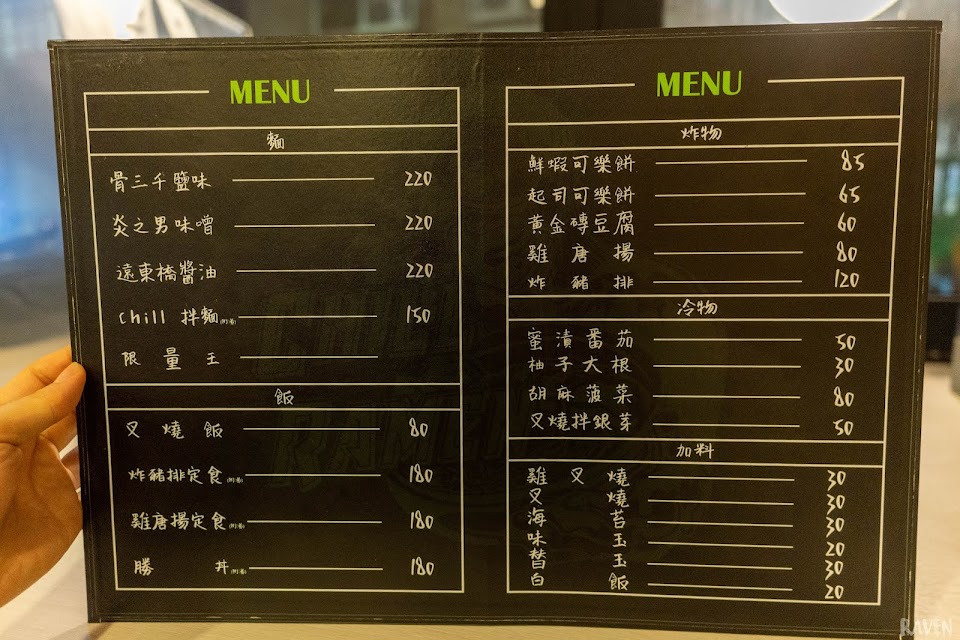 MENU
麵
骨三千鹽味 220
炎之男味噌 220
遠東橋醬油 220
chill 拌麵 150
限量王
飯
叉燒飯 80
炸豬排定食 180
雞唐揚定食 180
勝丼 180
MENU
炸物
鮮蝦可樂餅 85
起司可樂餅 65
黃金磚豆腐 60
雞唐揚 80
炸豬排 120
冷物
蜜漬番茄 50
柚子大根 30
胡麻菠菜 80
叉燒拌銀芽 50
加料
雞叉燒 30
叉燒 30
海苔 30
味玉 20
替玉 30
白飯 20
RAVEN